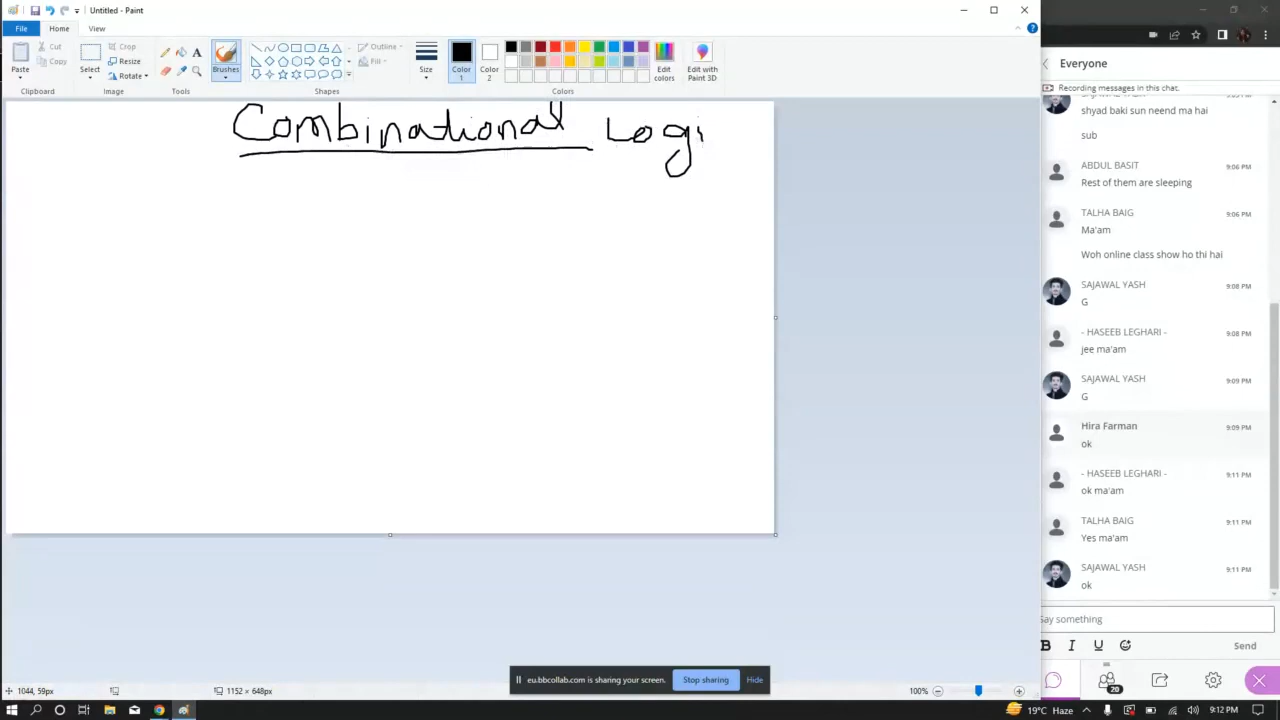 Untitled - Paint
File
Home
View
Paste
Cut
Copy
Clipboard
Select
Crop
Resize
Rotate
Image
A
Tools
Brushes
Outline
Fill
Shapes
Size
Color
1
Color
2
Edit
colors
Edit with
Paint 3D
Colors
Combinational Logi
1044, 59px
1152 × 648px
100%
eu.bbcollab.com is sharing your screen.
Stop sharing
Hide
Everyone
Recording messages in this chat.
9:05 PM
shyad baki sun neend ma hai
sub
ABDUL BASIT
9:06 PM
Rest of them are sleeping
TALHA BAIG
9:06 PM
Ma'am
Woh online class show ho thi hai
SAJAWAL YASH
9:08 PM
G
- HASEEB LEGHARI -
9:08 PM
jee ma'am
SAJAWAL YASH
9:09 PM
G
Hira Farman
9:09 PM
ok
- HASEEB LEGHARI -
9:11 PM
ok ma'am
TALHA BAIG
9:11 PM
Yes ma'am
SAJAWAL YASH
9:11 PM
ok
Say something
B I U
Send
20
19°C Haze
9:12 PM